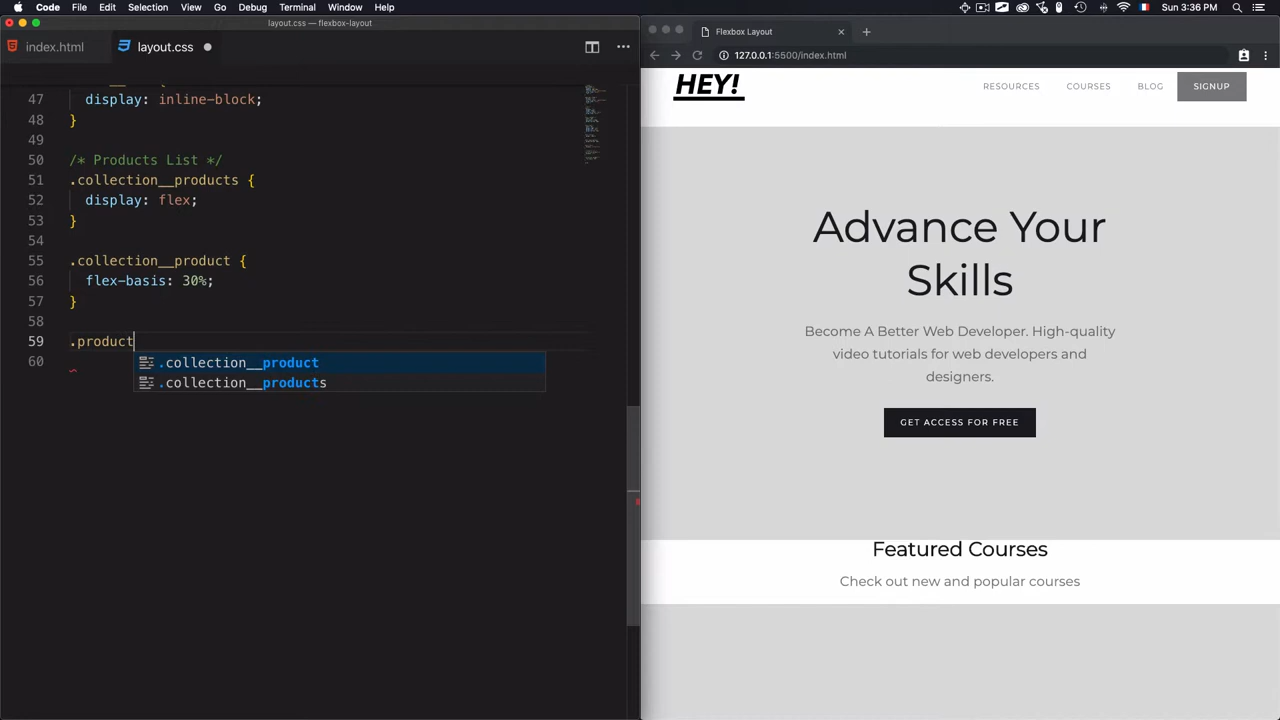 Code File Edit Selection View Go Debug Terminal Window Help Sun 3:36 PM
layout.css — flexbox-layout
index.html layout.css
47 display: inline-block;
48 }
49
50 /* Products List */
51 .collection__products {
52 display: flex;
53 }
54
55 .collection__product {
56 flex-basis: 30%;
57 }
58
59 .product
.collection__product
60
.collection__products
Flexbox Layout
127.0.0.1:5500/index.html
HEY!
RESOURCES COURSES BLOG SIGNUP
Advance Your
Skills
Become A Better Web Developer. High-quality
video tutorials for web developers and
designers.
GET ACCESS FOR FREE
Featured Courses
Check out new and popular courses